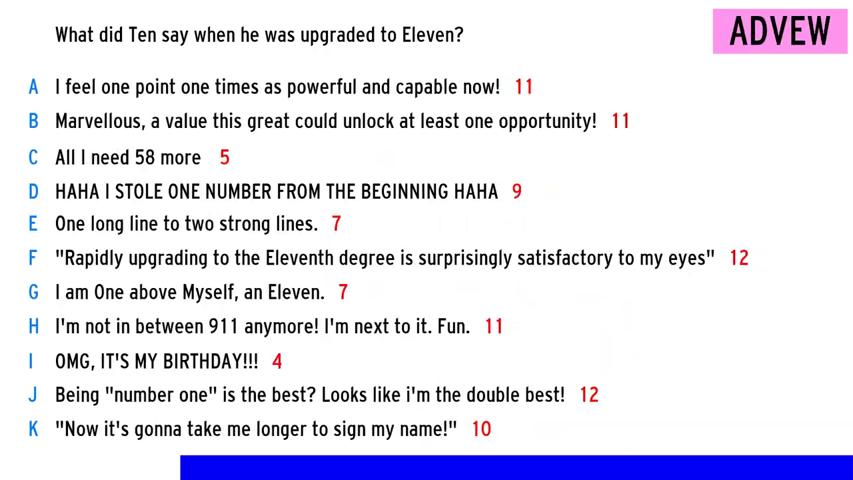 What did Ten say when he was upgraded to Eleven?
ADVEW
A I feel one point one times as powerful and capable now! 11
B Marvellous, a value this great could unlock at least one opportunity! 11
C All I need 58 more 5
D HAHA I STOLE ONE NUMBER FROM THE BEGINNING HAHA 9
E One long line to two strong lines. 7
F "Rapidly upgrading to the Eleventh degree is surprisingly satisfactory to my eyes" 12
G I am One above Myself, an Eleven. 7
H I'm not in between 911 anymore! I'm next to it. Fun. 11
I OMG, IT'S MY BIRTHDAY!!! 4
J Being "number one" is the best? Looks like i'm the double best! 12
K "Now it's gonna take me longer to sign my name!" 10